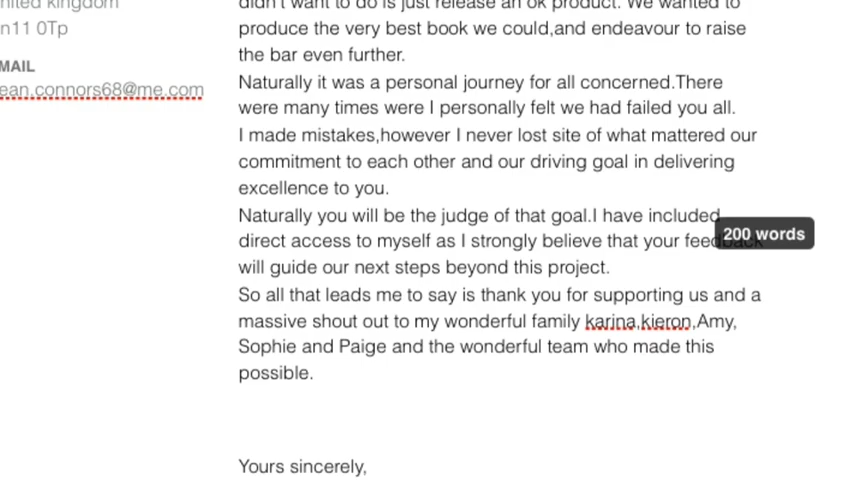 nited kingdom
n11 0Tp
MAIL
ean.connors68@me.com
didn't want to do is just release an ok product. We wanted to
produce the very best book we could,and endeavour to raise
the bar even further.
Naturally it was a personal journey for all concerned.There
were many times were I personally felt we had failed you all.
I made mistakes,however I never lost site of what mattered our
commitment to each other and our driving goal in delivering
excellence to you.
Naturally you will be the judge of that goal.I have included
direct access to myself as I strongly believe that your feedback
will guide our next steps beyond this project.
So all that leads me to say is thank you for supporting us and a
massive shout out to my wonderful family karina,kieron,Amy,
Sophie and Paige and the wonderful team who made this
possible.
Yours sincerely,
200 words